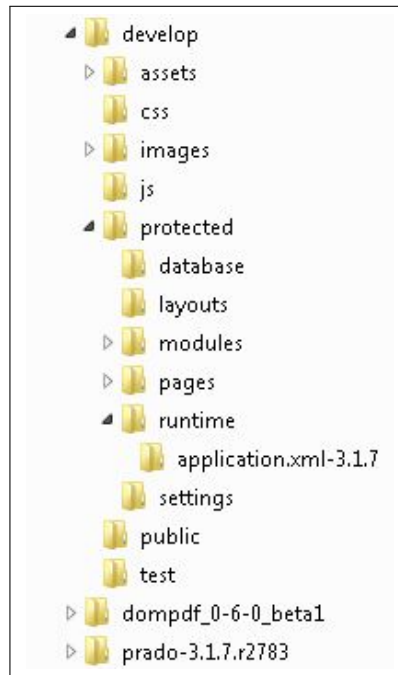 develop
assets
css
images
js
protected
database
layouts
modules
pages
runtime
application.xml-3.1.7
settings
public
test
dompdf_0-6-0_beta1
prado-3.1.7.r2783